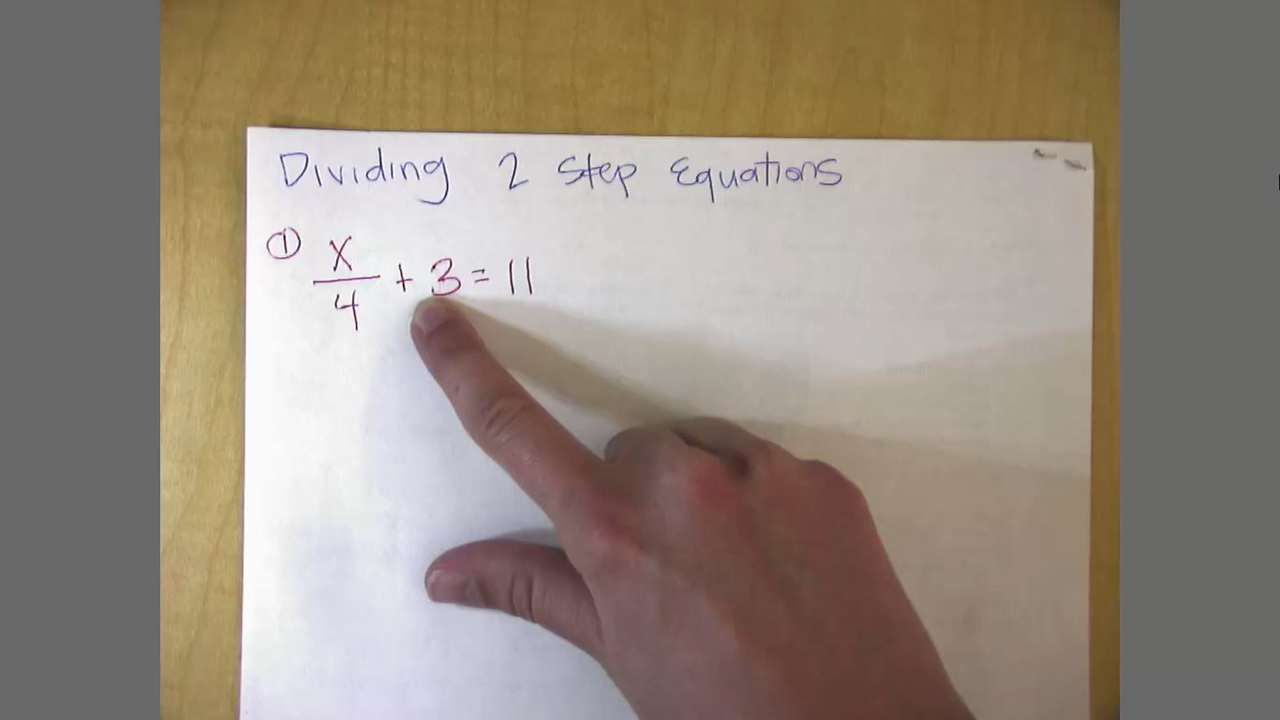 Dividing 2 Step Equations
① x/4 + 3 = 11